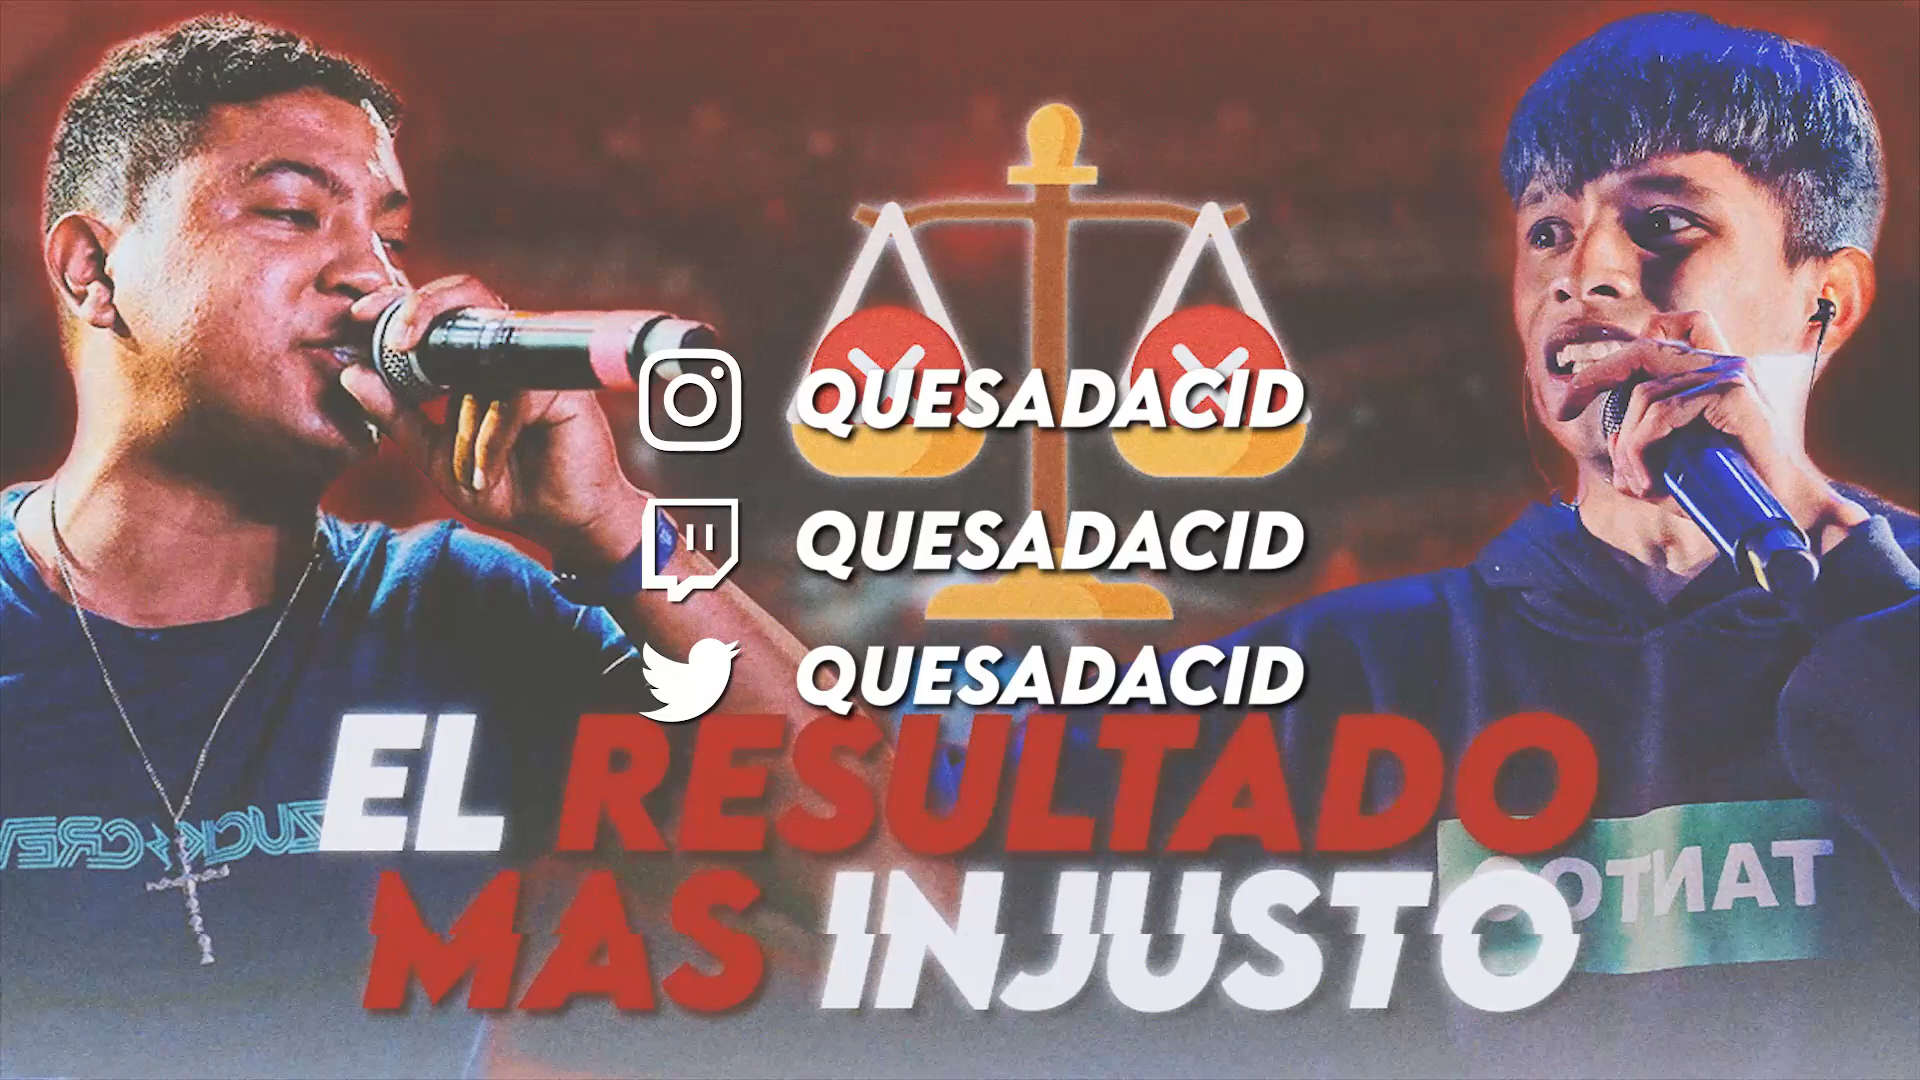 QUESADACID
QUESADACID
QUESADACID
EL RESULTADO
MAS INJUSTO